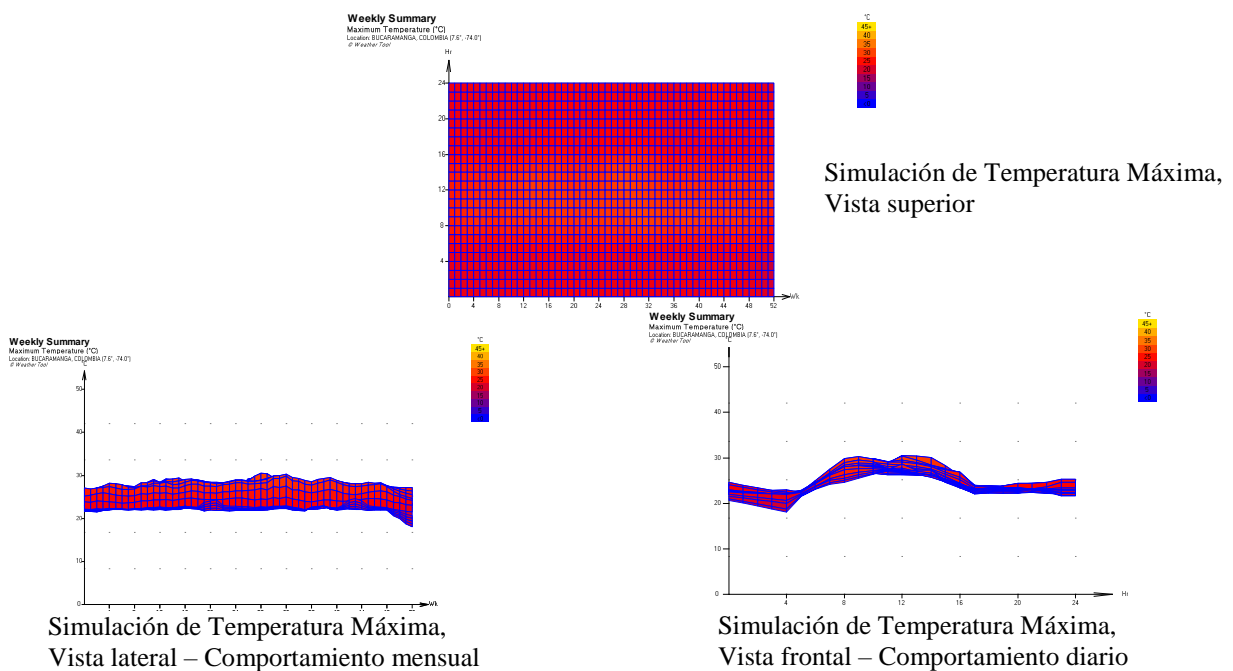 Weekly Summary
Maximum Temperature (°C)
Location: BUCARAMANGA, COLOMBIA (7.6°, -74.0°)
© Weather Tool
Hr
24
20
16
12
8
4
0 4 8 12 16 20 24 28 32 36 40 44 48 52
Wk
°C
45+
40
35
30
25
20
15
10
Simulación de Temperatura Máxima,
Vista superior
Weekly Summary
Maximum Temperature (°C)
Location: BUCARAMANGA, COLOMBIA (7.6°, -74.0°)
© Weather Tool
°C
50
40
30
20
10
0
Wk
°C
45+
40
35
30
25
20
15
10
Simulación de Temperatura Máxima,
Vista lateral – Comportamiento mensual
Weekly Summary
Maximum Temperature (°C)
Location: BUCARAMANGA, COLOMBIA (7.6°, -74.0°)
© Weather Tool
°C
50
40
30
20
10
0
4 8 12 16 20 24
Hr
°C
45+
40
35
30
25
20
15
10
Simulación de Temperatura Máxima,
Vista frontal – Comportamiento diario